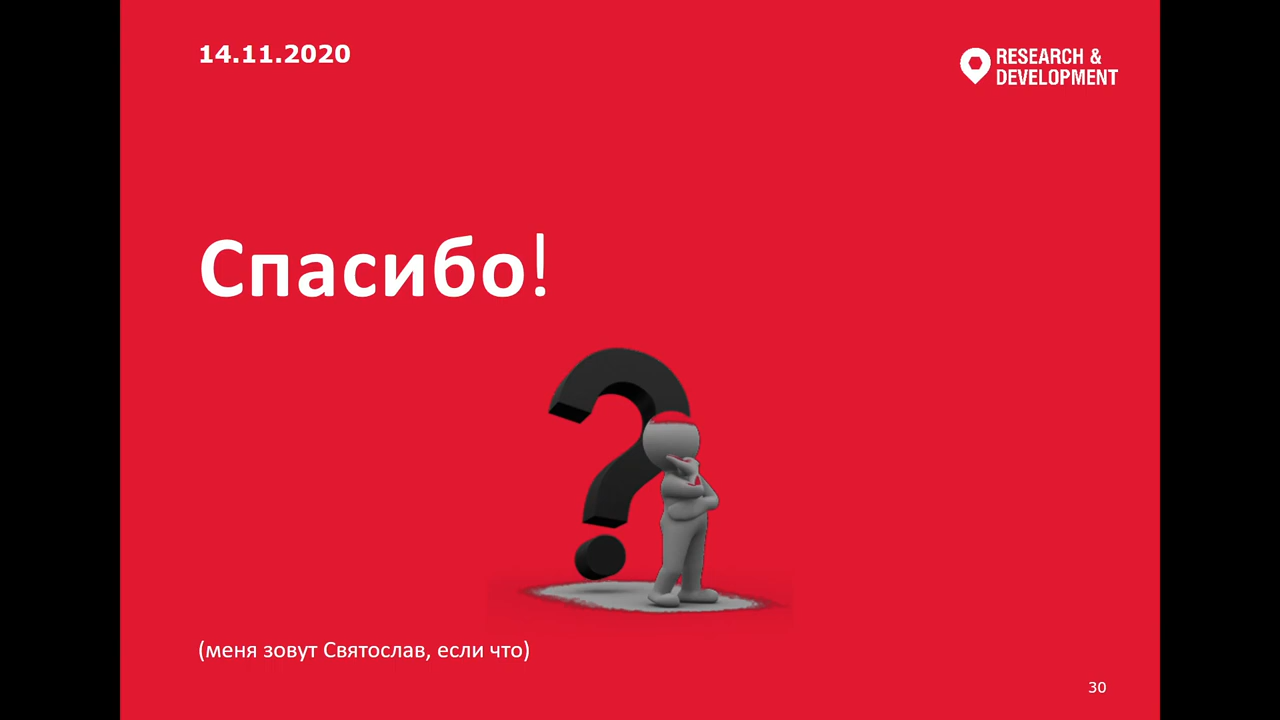 14.11.2020
RESEARCH &
DEVELOPMENT
Спасибо!
(меня зовут Святослав, если что)
30